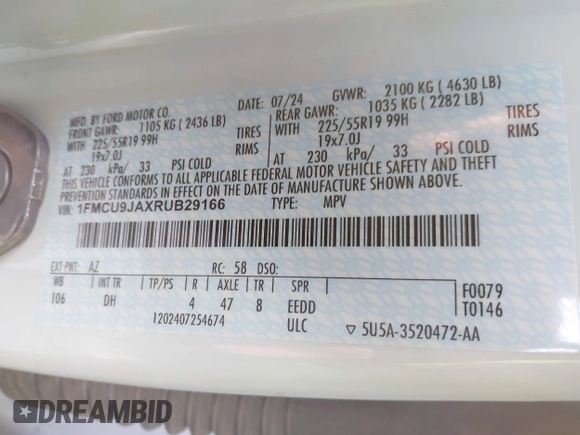 MFD. BY FORD MOTOR CO. DATE: 07/24 GVWR: 2100 KG ( 4630 LB)
FRONT GAWR: 1105 KG ( 2436 LB) REAR GAWR: 1035 KG ( 2282 LB)
WITH 225/55R19 99H TIRES WITH 225/55R19 99H TIRES
19x7.0J RIMS 19x7.0J RIMS
AT 230 kPa/ 33 PSI COLD AT 230 kPa/ 33 PSI COLD
THIS VEHICLE CONFORMS TO ALL APPLICABLE FEDERAL MOTOR VEHICLE SAFETY AND THEFT
PREVENTION STANDARDS IN EFFECT ON THE DATE OF MANUFACTURE SHOWN ABOVE.
VIN: 1FMCU9JAXRUB29166 TYPE: MPV
EXT PNT: AZ RC: 58 DSO:
WB INT TR TP/PS R AXLE TR SPR F0079
106 DH 4 47 8 EEDD T0146
1202407254674 ULC ▽ 5U5A-3520472-AA
DREAMBID